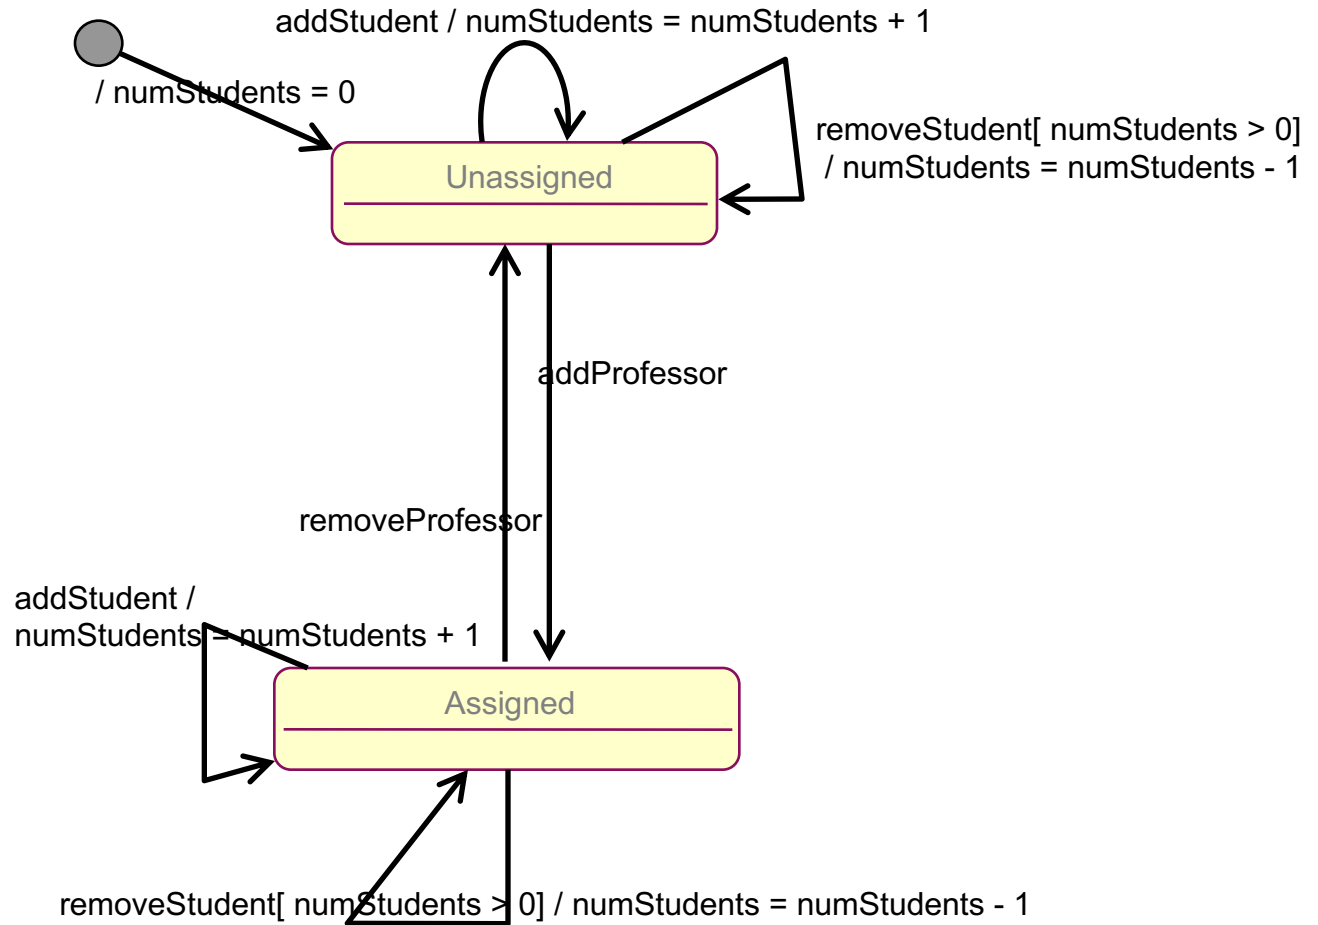 addStudent / numStudents = numStudents + 1
/ numStudents = 0
removeStudent[ numStudents > 0]
/ numStudents = numStudents - 1
Unassigned
addProfessor
removeProfessor
addStudent /
numStudents = numStudents + 1
Assigned
removeStudent[ numStudents > 0] / numStudents = numStudents - 1